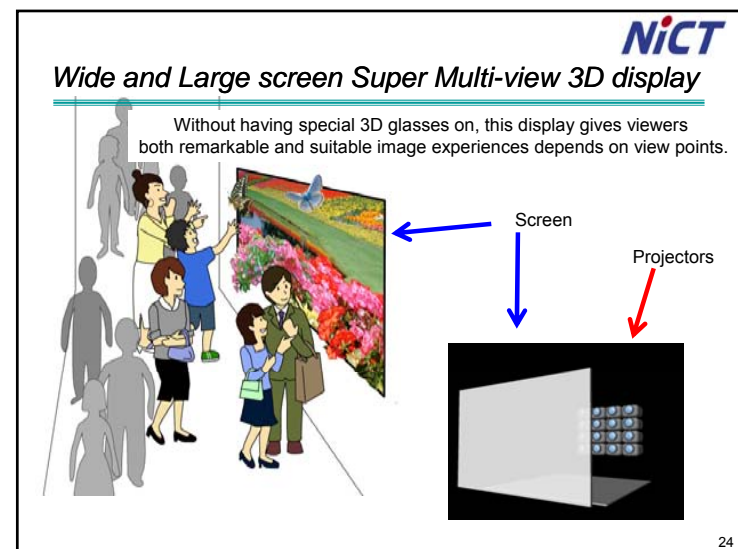 NiCT
Wide and Large screen Super Multi-view 3D display
Without having special 3D glasses on, this display gives viewers
both remarkable and suitable image experiences depends on view points.
Screen
Projectors
24